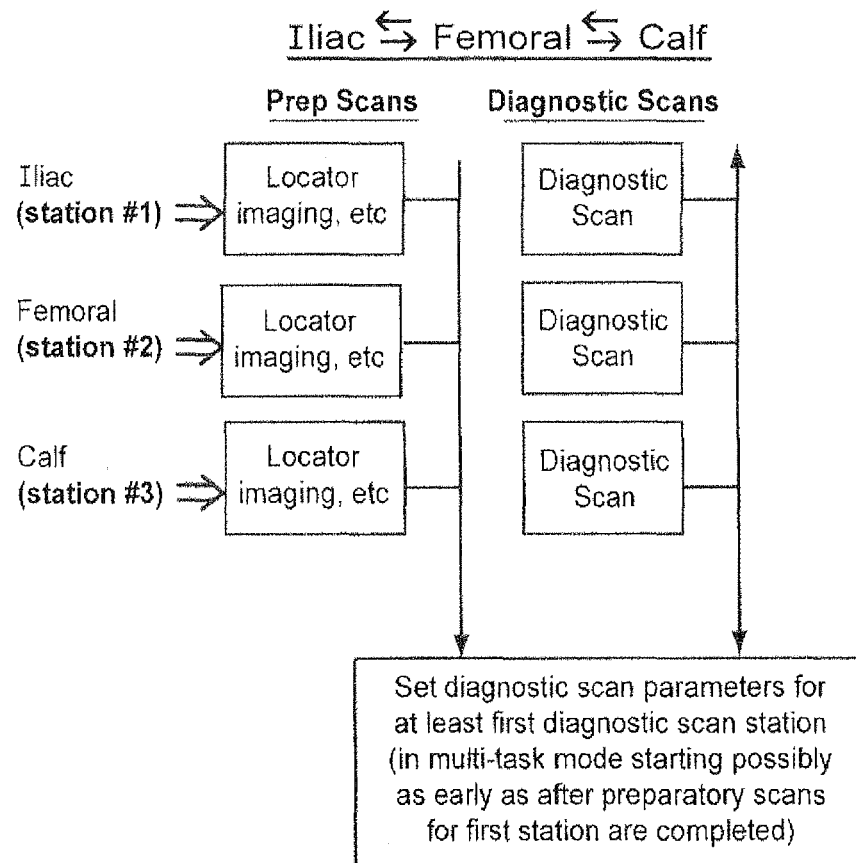 Iliac ⇆ Femoral ⇆ Calf
Prep Scans
Diagnostic Scans
Iliac
(station #1)
Locator
imaging, etc
Diagnostic
Scan
Femoral
(station #2)
Locator
imaging, etc
Diagnostic
Scan
Calf
(station #3)
Locator
imaging, etc
Diagnostic
Scan
Set diagnostic scan parameters for
at least first diagnostic scan station
(in multi-task mode starting possibly
as early as after preparatory scans
for first station are completed)